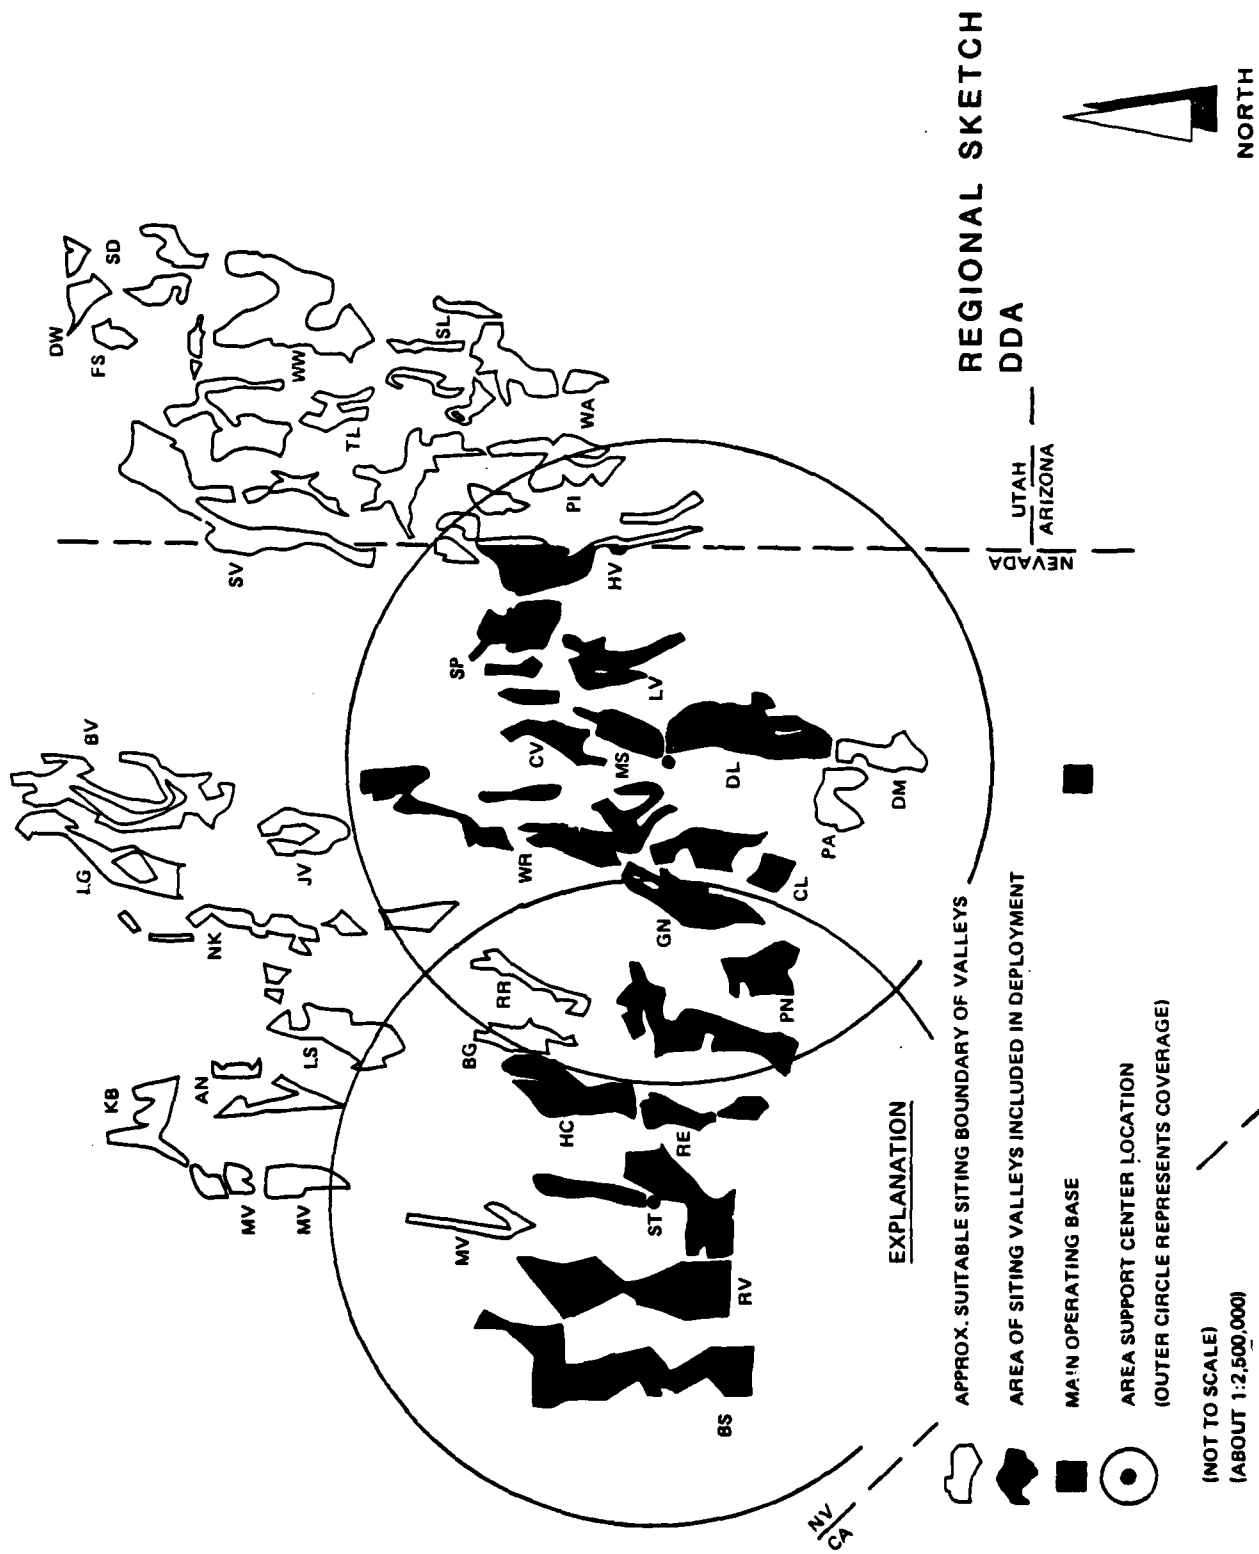 DW
BV
FS
LG
KB
SD
AN
NK
SV
MV
WW
JV
MV
LS
TL
SL
SP
MV
BG
RR
WR
CV
HC
PI
WA
HV
MS
ST
LV
GN
RE
BS
DL
RV
PN
CL
PA
DM
NV
CA
NEVADA
UTAH
ARIZONA
EXPLANATION
APPROX. SUITABLE SITING BOUNDARY OF VALLEYS
AREA OF SITING VALLEYS INCLUDED IN DEPLOYMENT
MAIN OPERATING BASE
AREA SUPPORT CENTER LOCATION
(OUTER CIRCLE REPRESENTS COVERAGE)
(NOT TO SCALE)
(ABOUT 1:2,500,000)
REGIONAL SKETCH
DDA
NORTH